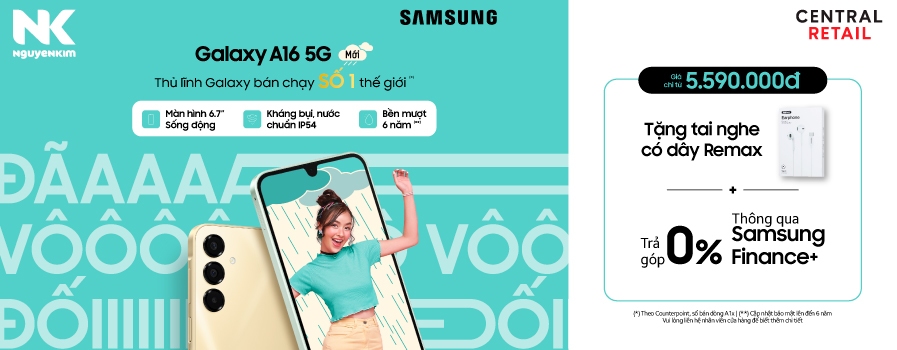 NK
NGUYENKIM
SAMSUNG
CENTRAL
RETAIL
Galaxy A16 5G Mới
Thủ lĩnh Galaxy bán chạy SỐ 1 thế giới (*)
Màn hình 6.7"
Sống động
Kháng bụi, nước
chuẩn IP54
Bền mượt
6 năm (**)
ĐÃAAAAA
VÔÔÔ VÔÔ
ĐỐIIIIII ĐỐI
Giá
chỉ từ 5.590.000đ
Tặng tai nghe
có dây Remax
Earphone
+
Trả
góp 0%
Thông qua
Samsung
Finance+
(*) Theo Counterpoint, số bán dòng A1x | (**) Cập nhật bảo mật lên đến 6 năm
Vui lòng liên hệ nhân viên cửa hàng để biết thêm chi tiết